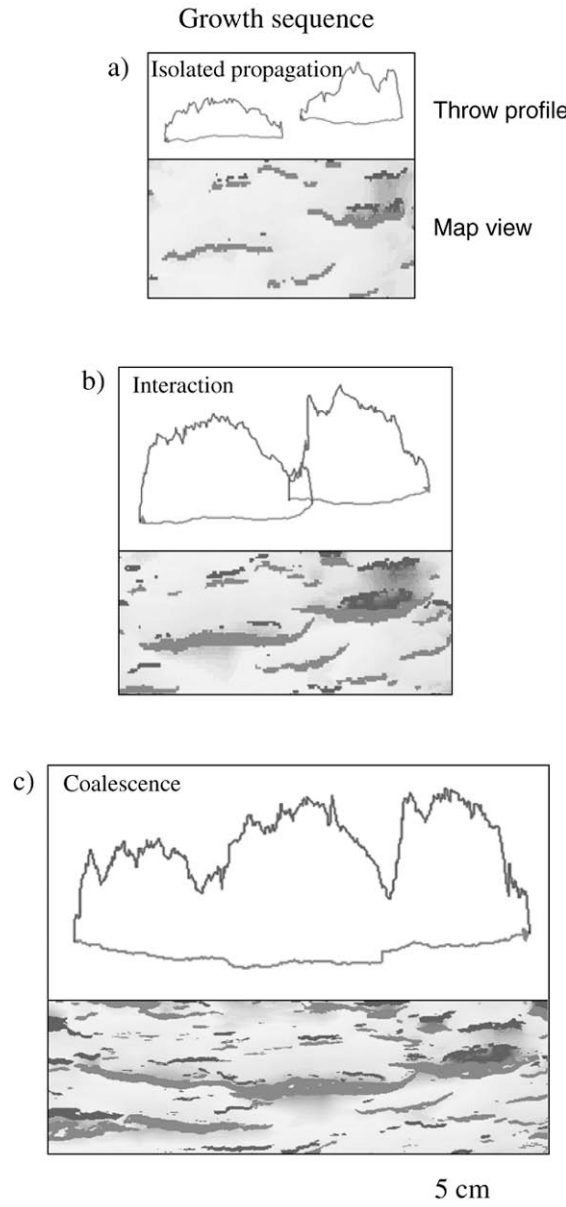 Growth sequence
a) Isolated propagation
Throw profile
Map view
b) Interaction
c) Coalescence
5 cm